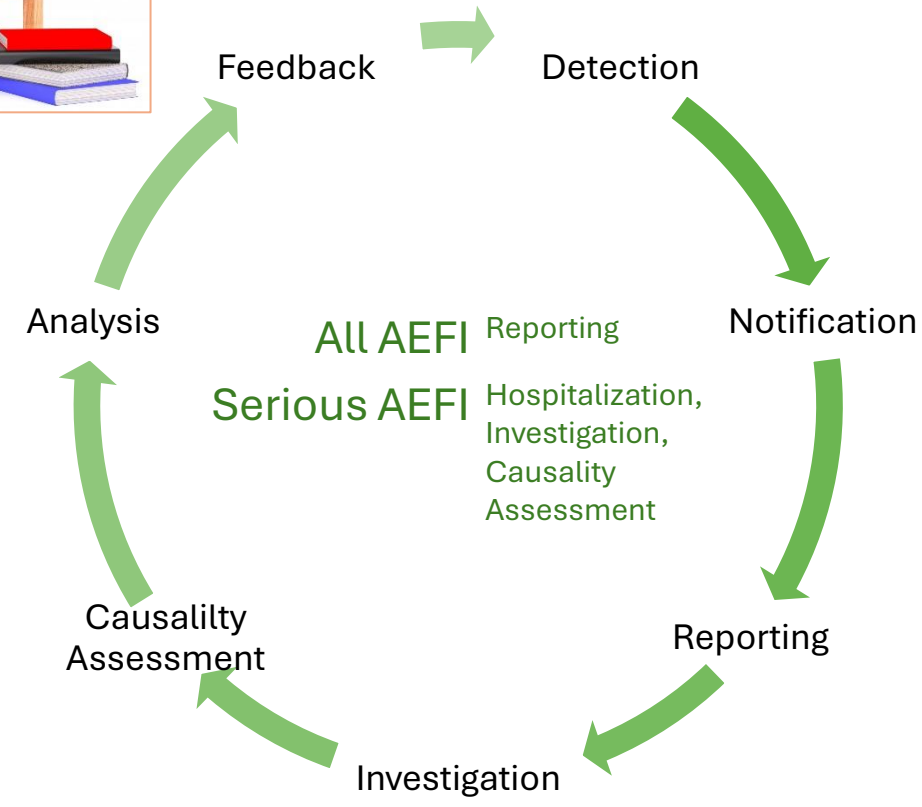 Feedback
Detection
Notification
Reporting
Investigation
Causalilty
Assessment
Analysis
All AEFI
Reporting
Serious AEFI
Hospitalization,
Investigation,
Causality
Assessment